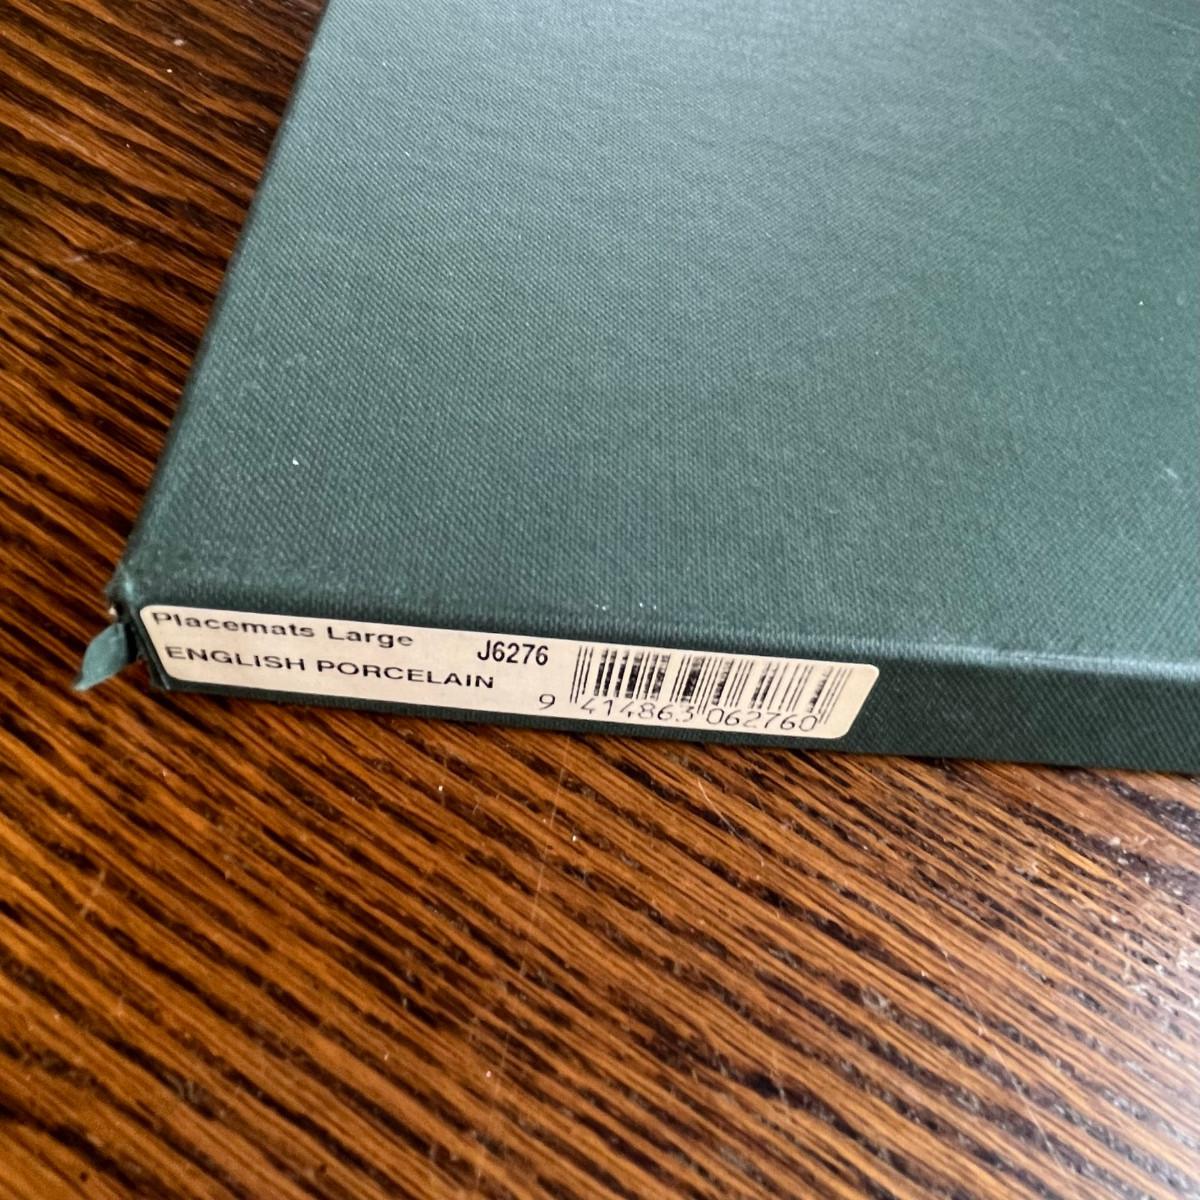 Placemats Large J6276
ENGLISH PORCELAIN
9 414863 062760